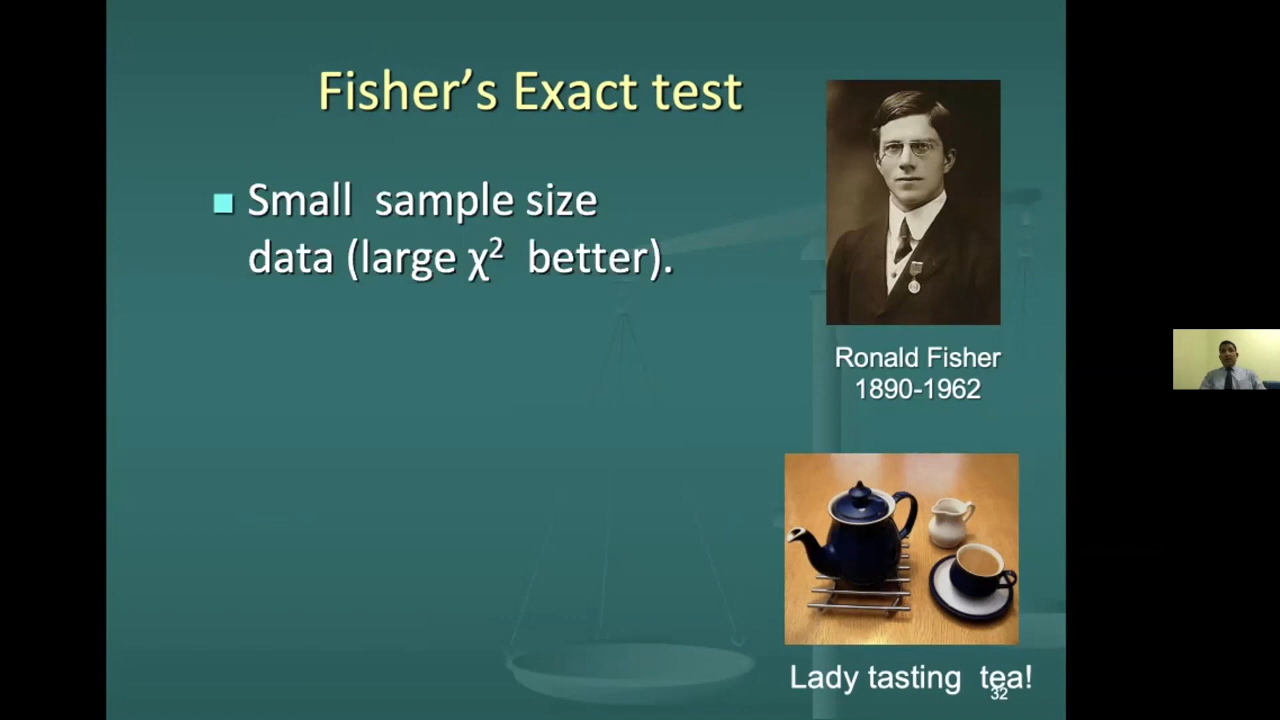 Fisher’s Exact test
Small sample size
data (large χ² better).
Ronald Fisher
1890-1962
Lady tasting tea!
32